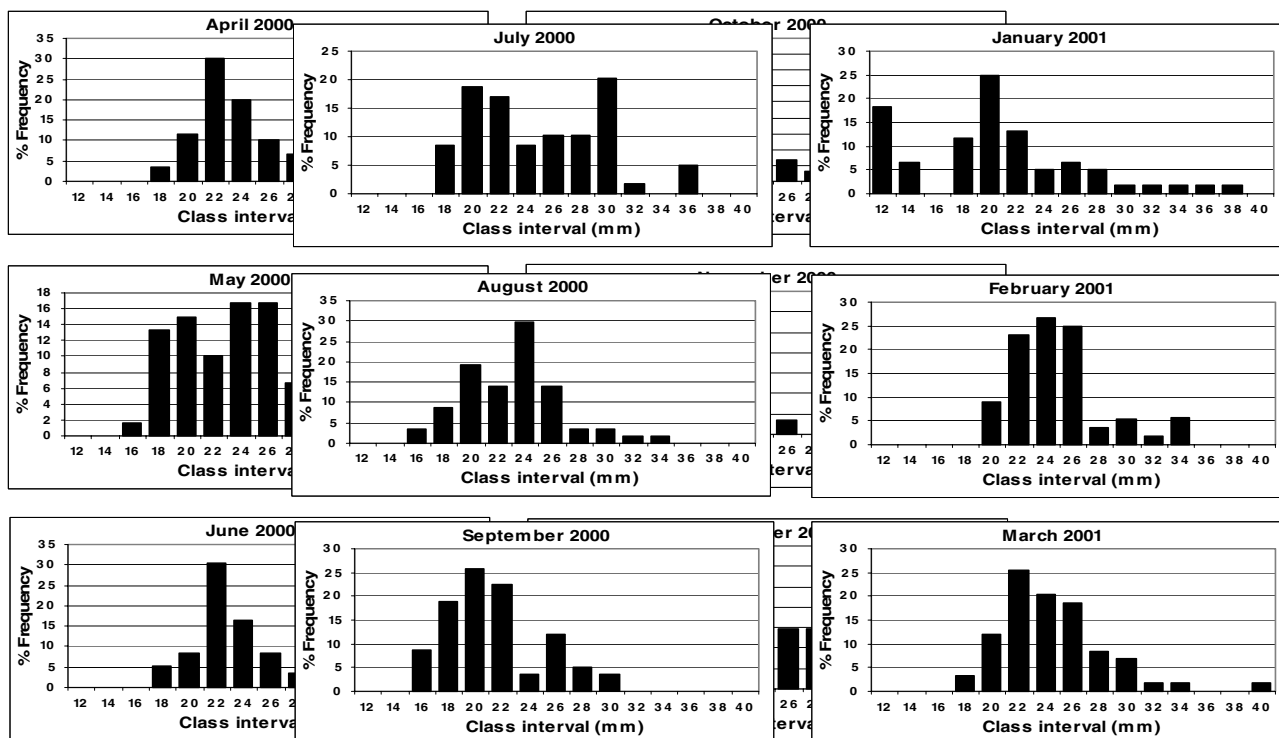 April 2000
% Frequency
35
30
25
20
15
10
5
0
12 14 16 18 20 22 24 26
Class interval
July 2000
% Frequency
25
20
15
10
5
0
12 14 16 18 20 22 24 26 28 30 32 34 36 38 40
Class interval (mm)
October 2000
26
January 2001
% Frequency
30
25
20
15
10
5
0
12 14 16 18 20 22 24 26 28 30 32 34 36 38 40
Class interval (mm)
May 2000
% Frequency
18
16
14
12
10
8
6
4
2
0
12 14 16 18 20 22 24 26
Class interval
August 2000
% Frequency
35
30
25
20
15
10
5
0
12 14 16 18 20 22 24 26 28 30 32 34 36 38 40
Class interval (mm)
26
February 2001
% Frequency
30
25
20
15
10
5
0
12 14 16 18 20 22 24 26 28 30 32 34 36 38 40
Class interval (mm)
June 2000
% Frequency
35
30
25
20
15
10
5
0
12 14 16 18 20 22 24 26
Class interval
September 2000
% Frequency
30
25
20
15
10
5
0
12 14 16 18 20 22 24 26 28 30 32 34 36 38 40
Class interval (mm)
26
March 2001
% Frequency
30
25
20
15
10
5
0
12 14 16 18 20 22 24 26 28 30 32 34 36 38 40
Class interval (mm)